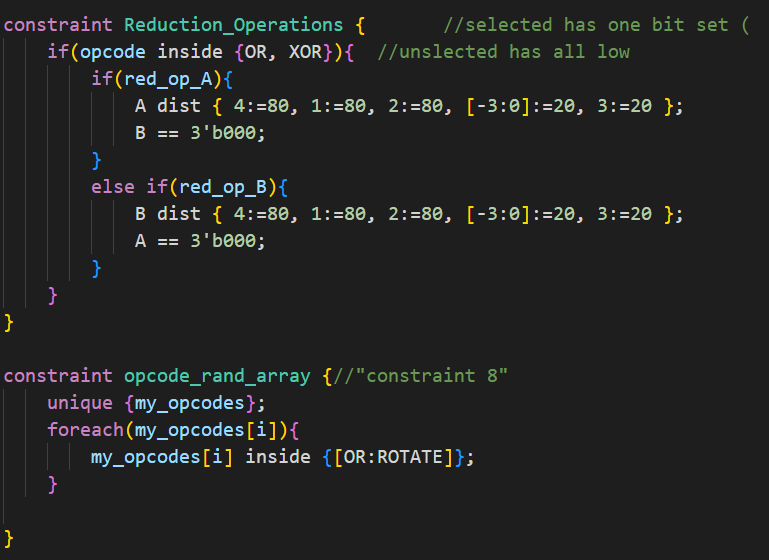 constraint Reduction_Operations {       //selected has one bit set (
    if(opcode inside {OR, XOR}){  //unslected has all low
        if(red_op_A){
            A dist { 4:=80, 1:=80, 2:=80, [-3:0]:=20, 3:=20 };
            B == 3'b000;
        }
        else if(red_op_B){
            B dist { 4:=80, 1:=80, 2:=80, [-3:0]:=20, 3:=20 };
            A == 3'b000;
        }
    }
}
constraint opcode_rand_array {//"constraint 8"
    unique {my_opcodes};
    foreach(my_opcodes[i]){
        my_opcodes[i] inside {[OR:ROTATE]};
    }
}